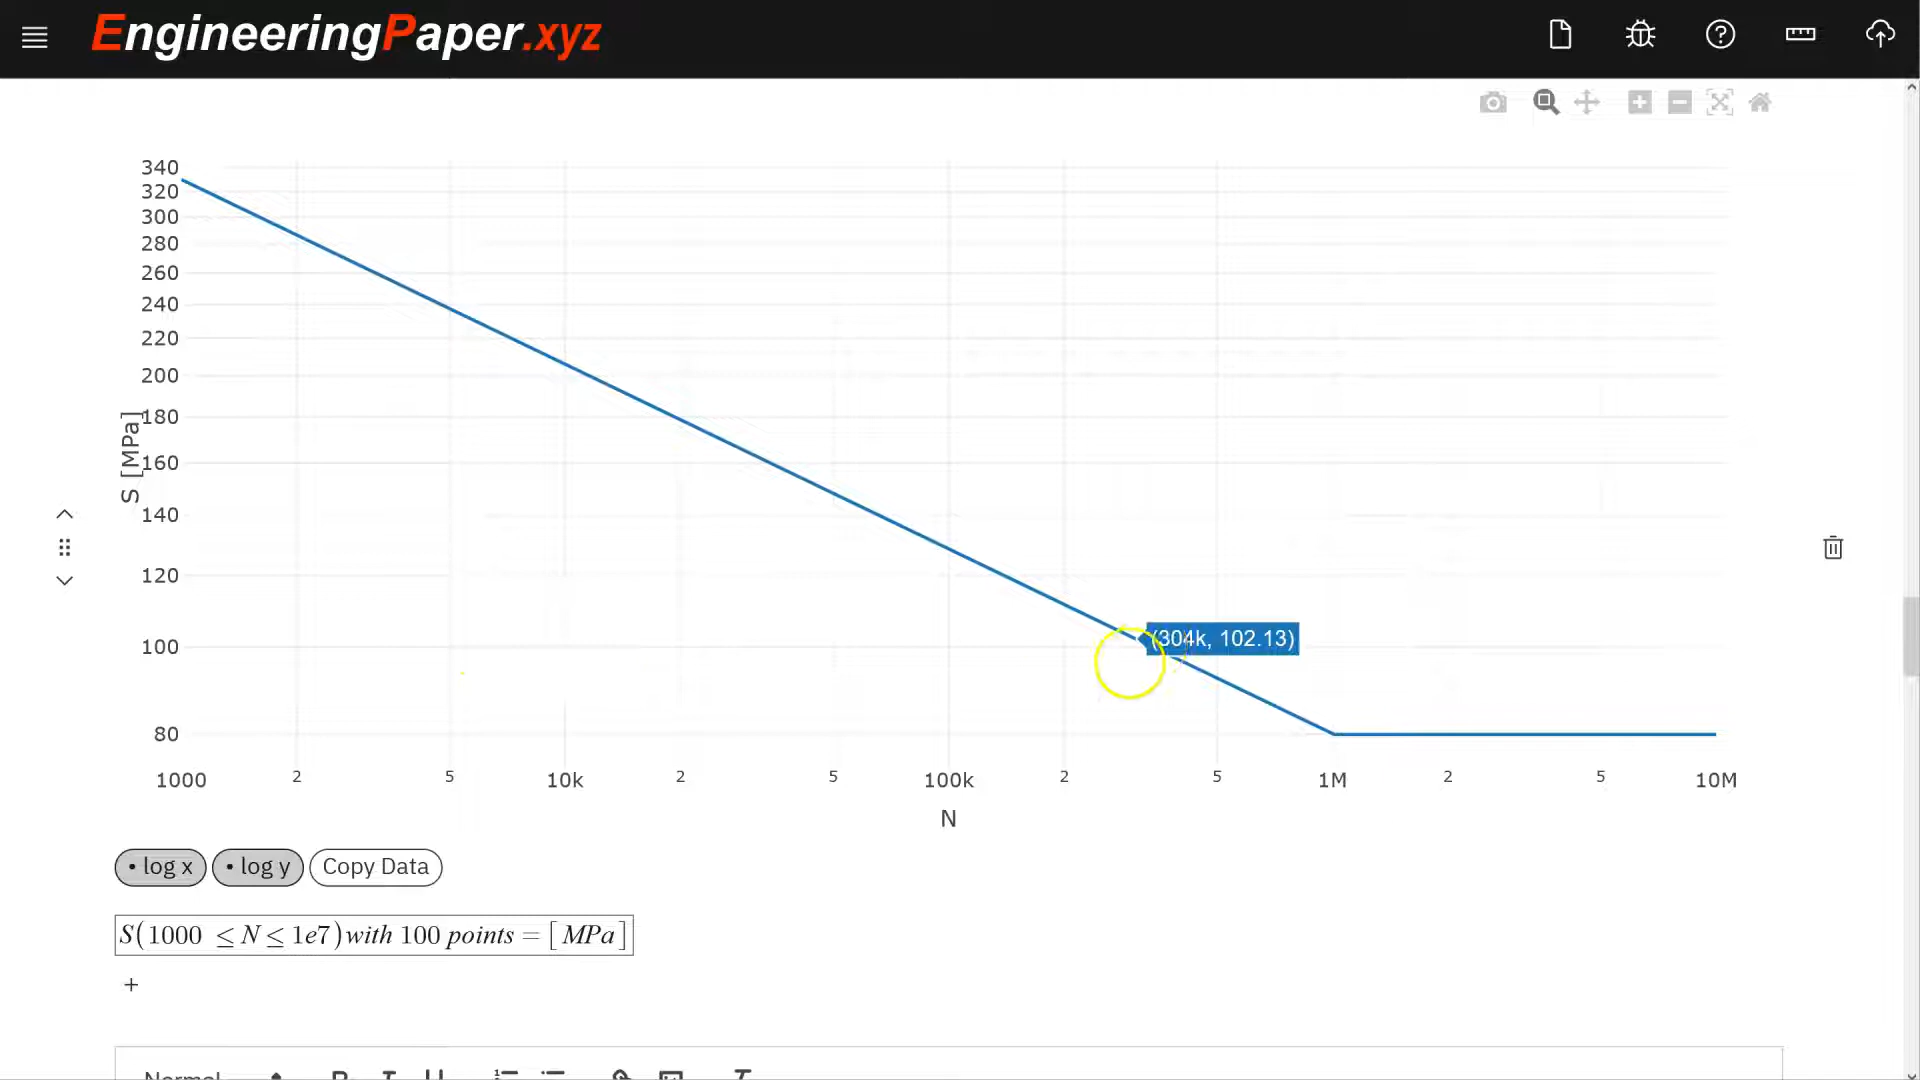 EngineeringPaper.xyz
340
320
300
280
260
240
220
200
180
160
140
120
100
80
S [MPa]
(304k, 102.13)
1000 2 5 10k 2 5 100k 2 5 1M 2 5 10M
N
• log x • log y Copy Data
S(1000 ≤ N ≤ 1e7) with 100 points = [MPa]
+
Normal B I U